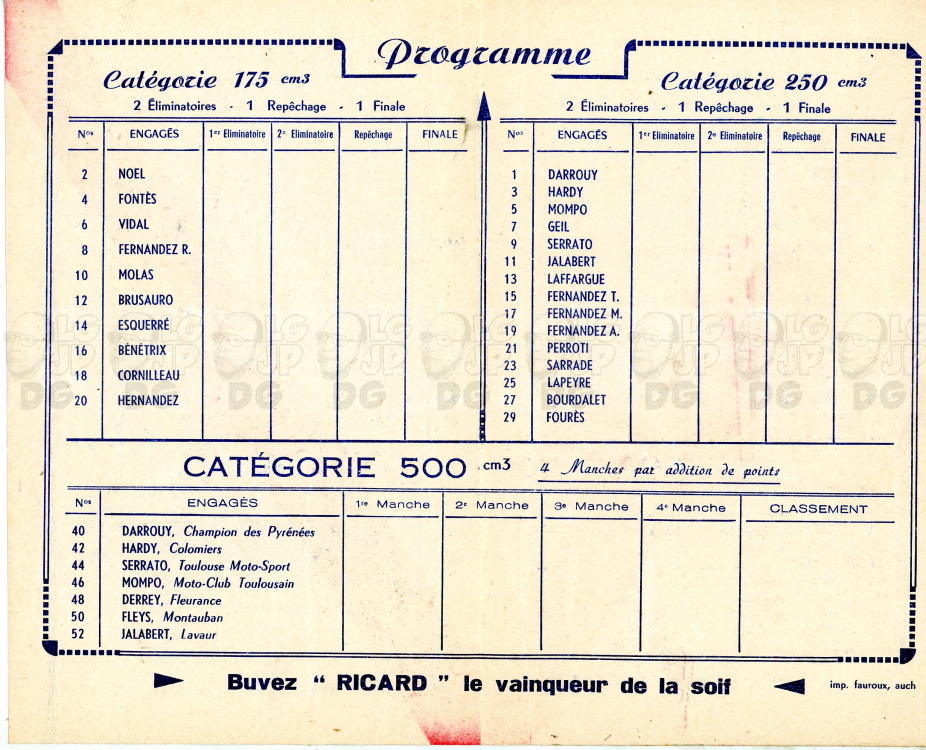 Programme
Catégorie 175 cm3
2 Éliminatoires - 1 Repêchage - 1 Finale
Nos ENGAGÉS 1er Eliminatoire 2e Eliminatoire Repêchage FINALE
2 NOEL
4 FONTÈS
6 VIDAL
8 FERNANDEZ R.
10 MOLAS
12 BRUSAURO
14 ESQUERRÉ
16 BÉNÉTRIX
18 CORNILLEAU
20 HERNANDEZ
Catégorie 250 cm3
2 Éliminatoires - 1 Repêchage - 1 Finale
Nos ENGAGÉS 1er Eliminatoire 2e Eliminatoire Repêchage FINALE
1 DARROUY
3 HARDY
5 MOMPO
7 GEIL
9 SERRATO
11 JALABERT
13 LAFFARGUE
15 FERNANDEZ T.
17 FERNANDEZ M.
19 FERNANDEZ A.
21 PERROTI
23 SARRADE
25 LAPEYRE
27 BOURDALET
29 FOURÈS
CATÉGORIE 500 cm3 4 Manches par addition de points
Nos ENGAGÉS 1re Manche 2e Manche 3e Manche 4e Manche CLASSEMENT
40 DARROUY, Champion des Pyrénées
42 HARDY, Colomiers
44 SERRATO, Toulouse Moto-Sport
46 MOMPO, Moto-Club Toulousain
48 DERREY, Fleurance
50 FLEYS, Montauban
52 JALABERT, Lavaur
Buvez “ RICARD ” le vainqueur de la soif
imp. fauroux, auch
LG JP DG